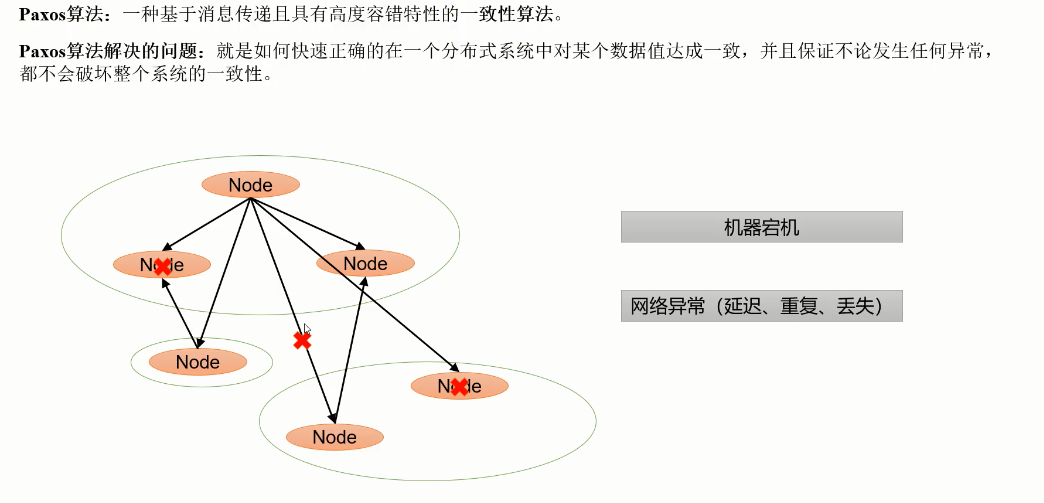 Paxos算法：一种基于消息传递且具有高度容错特性的一致性算法。
Paxos算法解决的问题：就是如何快速正确的在一个分布式系统中对某个数据值达成一致，并且保证不论发生任何异常，
都不会破坏整个系统的一致性。
Node
机器宕机
Node
Node
网络异常（延迟、重复、丢失）
Node
Node
Node